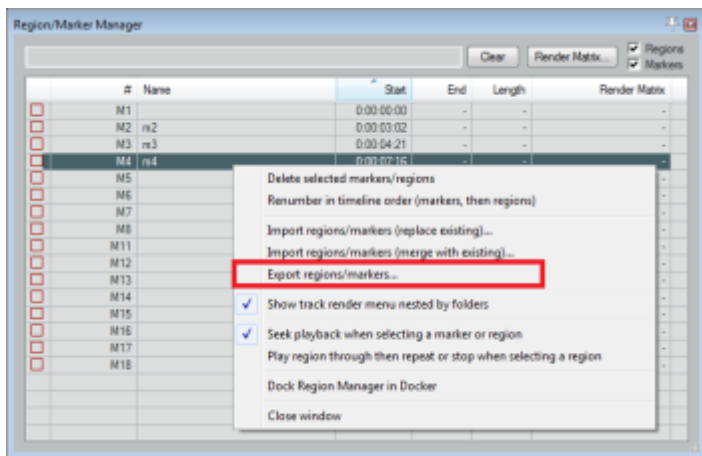 Region/Marker Manager
Clear
Render Matrix...
Regions
Markers
# Name Start End Length Render Matrix
M1 0:00:00:00 - - -
M2 m2 0:00:03:02 - - -
M3 m3 0:00:04:21 - - -
M4 m4 0:00:07:16 - - -
M5
M6
M7
M8
M11
M12
M13
M14
M15
M16
M17
M18
Delete selected markers/regions
Renumber in timeline order (markers, then regions)
Import regions/markers (replace existing)...
Import regions/markers (merge with existing)...
Export regions/markers...
Show track render menu nested by folders
Seek playback when selecting a marker or region
Play region through then repeat or stop when selecting a region
Dock Region Manager in Docker
Close window